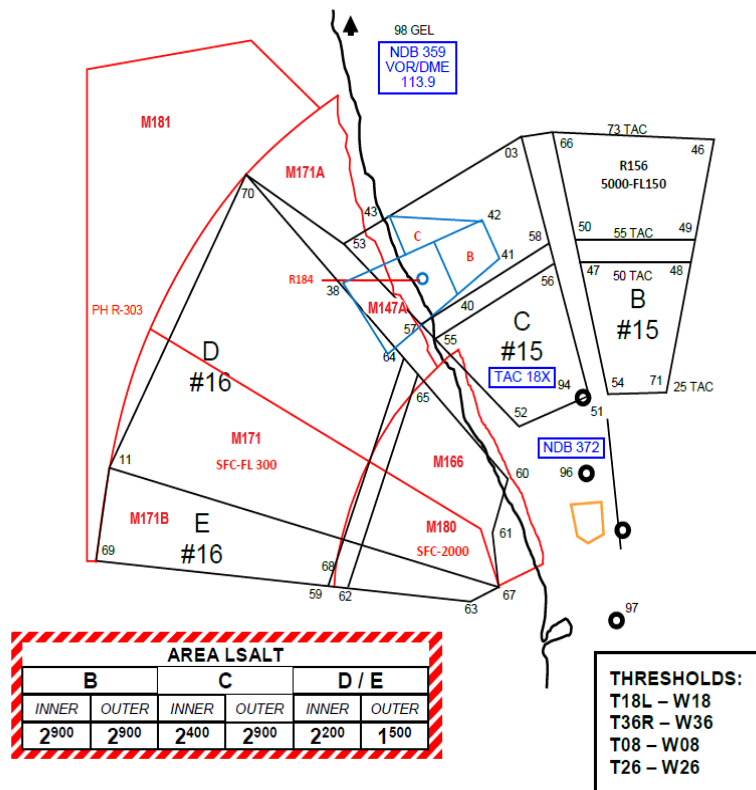 98 GEL
NDB 359
VOR/DME
113.9
M181
73 TAC
66
46
03
R156
5000-FL150
M171A
70
43
42
53
C
50
55 TAC
49
58
41
B
R184
38
47
50 TAC
48
56
PH R-303
M147A
40
57
B
#15
C
#15
55
D
#16
64
TAC 18X
94
54
71
25 TAC
65
52
51
M171
SFC-FL 300
M166
NDB 372
96
60
11
M171B
E
#16
M180
SFC-2000
61
69
68
59
62
67
63
97
AREA LSALT
B C D / E
INNER OUTER INNER OUTER INNER OUTER
2900 2900 2400 2900 2200 1500
THRESHOLDS:
T18L – W18
T36R – W36
T08 – W08
T26 – W26